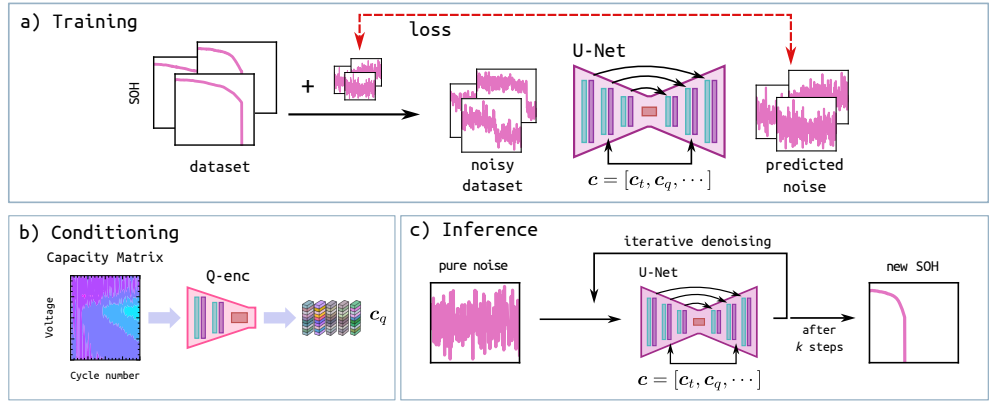 a) Training
loss
U-Net
SOH
+
dataset
noisy
dataset
c = [c_t, c_q, ⋯]
predicted
noise
b) Conditioning
Capacity Matrix
Voltage
Cycle number
Q-enc
c_q
c) Inference
iterative denoising
pure noise
U-Net
new SOH
after
k steps
c = [c_t, c_q, ⋯]